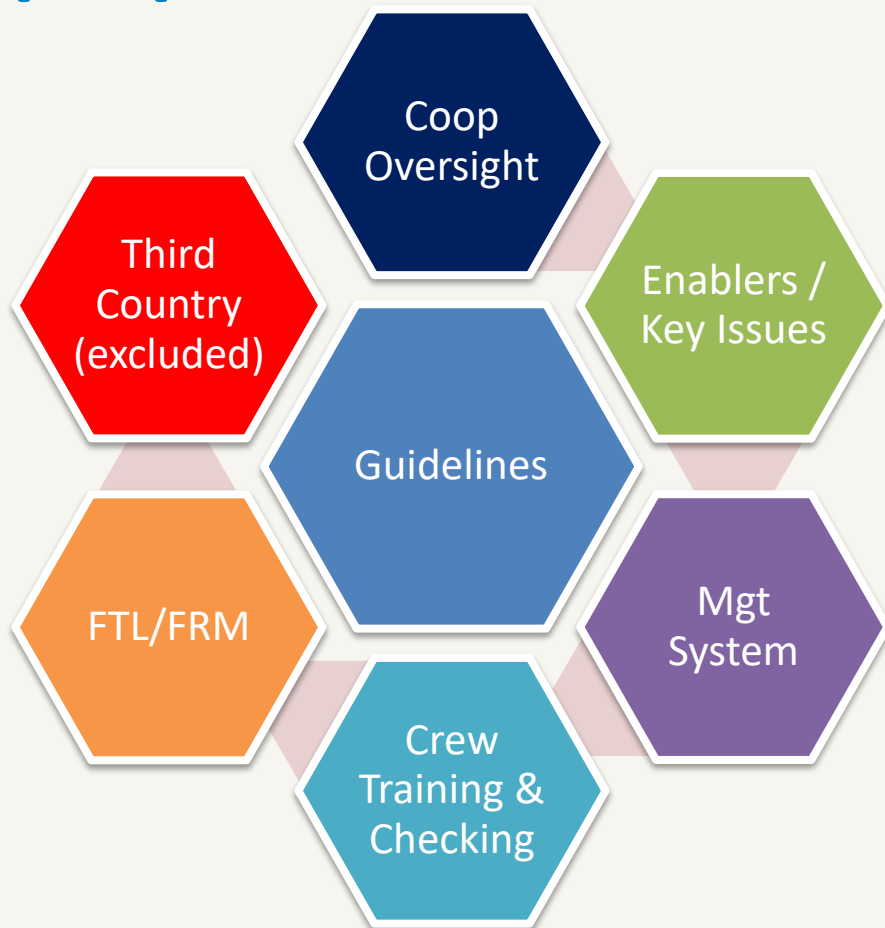 Coop
Oversight
Enablers /
Key Issues
Mgt
System
Crew
Training &
Checking
FTL/FRM
Third
Country
(excluded)
Guidelines